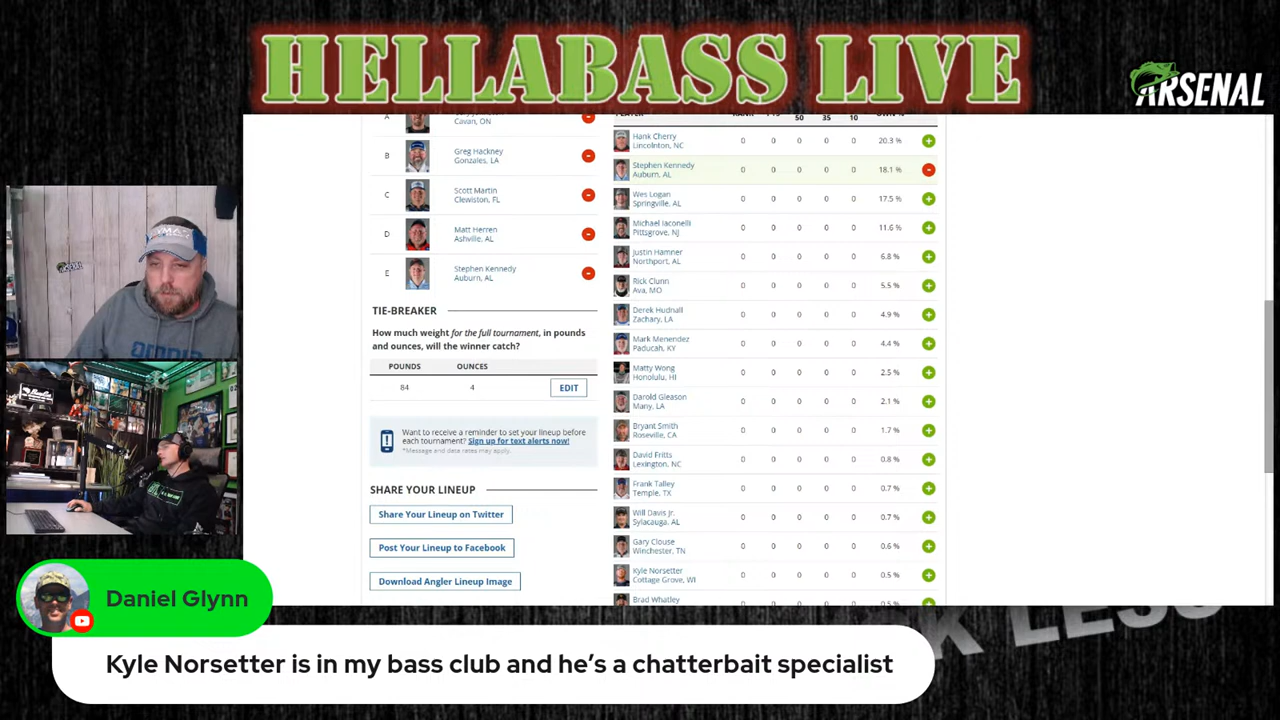 HELLABASS LIVE
ARSENAL
A
Cavan, ON
B
Greg Hackney
Gonzales, LA
C
Scott Martin
Clewiston, FL
D
Matt Herren
Ashville, AL
E
Stephen Kennedy
Auburn, AL
TIE-BREAKER
How much weight for the full tournament, in pounds
and ounces, will the winner catch?
POUNDS OUNCES
84 4 EDIT
Want to receive a reminder to set your lineup before
each tournament? Sign up for text alerts now!
*Message and data rates may apply.
SHARE YOUR LINEUP
Share Your Lineup on Twitter
Post Your Lineup to Facebook
Download Angler Lineup Image
50 35 10
Hank Cherry
Lincolnton, NC
0 0 0 0 0 20.3 %
Stephen Kennedy
Auburn, AL
0 0 0 0 0 18.1 %
Wes Logan
Springville, AL
0 0 0 0 0 17.5 %
Michael Iaconelli
Pittsgrove, NJ
0 0 0 0 0 11.6 %
Justin Hamner
Northport, AL
0 0 0 0 0 6.8 %
Rick Clunn
Ava, MO
0 0 0 0 0 5.5 %
Derek Hudnall
Zachary, LA
0 0 0 0 0 4.9 %
Mark Menendez
Paducah, KY
0 0 0 0 0 4.4 %
Matty Wong
Honolulu, HI
0 0 0 0 0 2.5 %
Darold Gleason
Many, LA
0 0 0 0 0 2.1 %
Bryant Smith
Roseville, CA
0 0 0 0 0 1.7 %
David Fritts
Lexington, NC
0 0 0 0 0 0.8 %
Frank Talley
Temple, TX
0 0 0 0 0 0.7 %
Will Davis Jr.
Sylacauga, AL
0 0 0 0 0 0.7 %
Gary Clouse
Winchester, TN
0 0 0 0 0 0.6 %
Kyle Norsetter
Cottage Grove, WI
0 0 0 0 0 0.5 %
Brad Whatley
Daniel Glynn
Kyle Norsetter is in my bass club and he's a chatterbait specialist